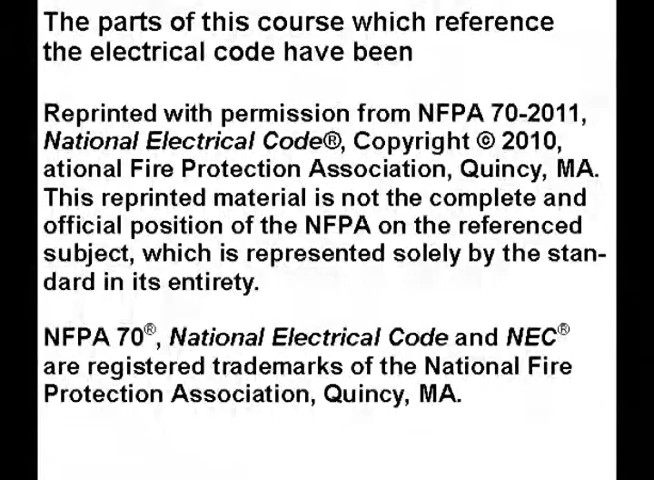 The parts of this course which reference
the electrical code have been
Reprinted with permission from NFPA 70-2011,
National Electrical Code®, Copyright © 2010,
ational Fire Protection Association, Quincy, MA.
This reprinted material is not the complete and
official position of the NFPA on the referenced
subject, which is represented solely by the stan-
dard in its entirety.
NFPA 70®, National Electrical Code and NEC®
are registered trademarks of the National Fire
Protection Association, Quincy, MA.